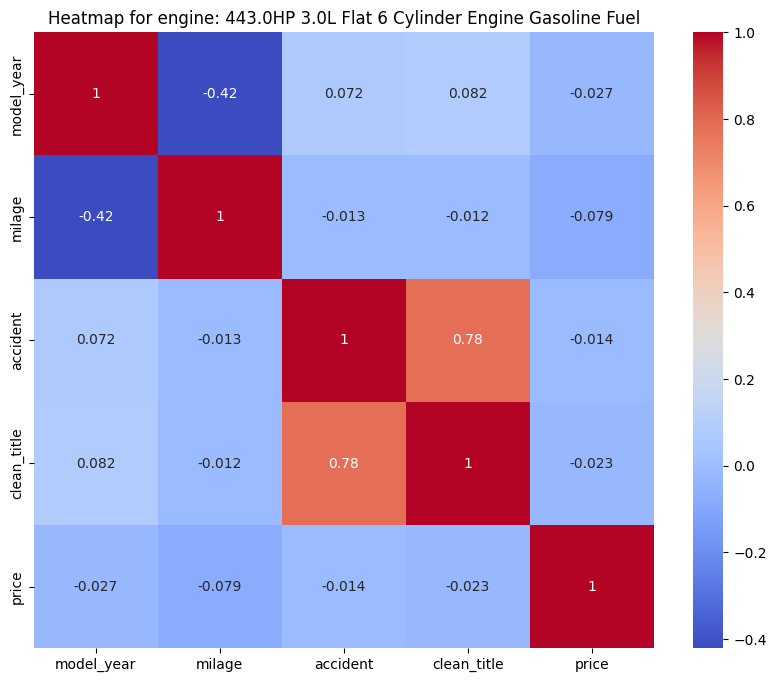 Heatmap for engine: 443.0HP 3.0L Flat 6 Cylinder Engine Gasoline Fuel
model_year 1 -0.42 0.072 0.082 -0.027
milage -0.42 1 -0.013 -0.012 -0.079
accident 0.072 -0.013 1 0.78 -0.014
clean_title 0.082 -0.012 0.78 1 -0.023
price -0.027 -0.079 -0.014 -0.023 1
model_year milage accident clean_title price
1.0
0.8
0.6
0.4
0.2
0.0
−0.2
−0.4